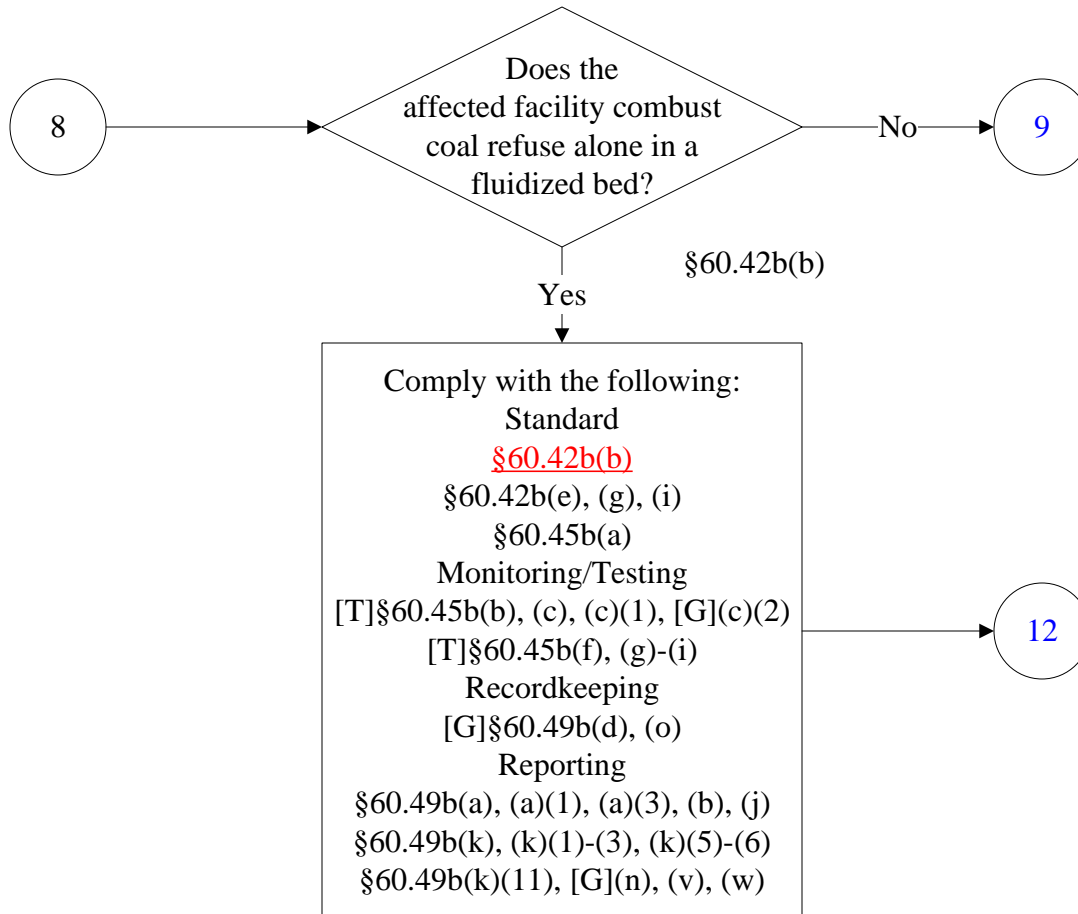 8
Does the
affected facility combust
coal refuse alone in a
fluidized bed?
No
9
§60.42b(b)
Yes
Comply with the following:
Standard
§60.42b(b)
§60.42b(e), (g), (i)
§60.45b(a)
Monitoring/Testing
[T]§60.45b(b), (c), (c)(1), [G](c)(2)
[T]§60.45b(f), (g)-(i)
Recordkeeping
[G]§60.49b(d), (o)
Reporting
§60.49b(a), (a)(1), (a)(3), (b), (j)
§60.49b(k), (k)(1)-(3), (k)(5)-(6)
§60.49b(k)(11), [G](n), (v), (w)
12